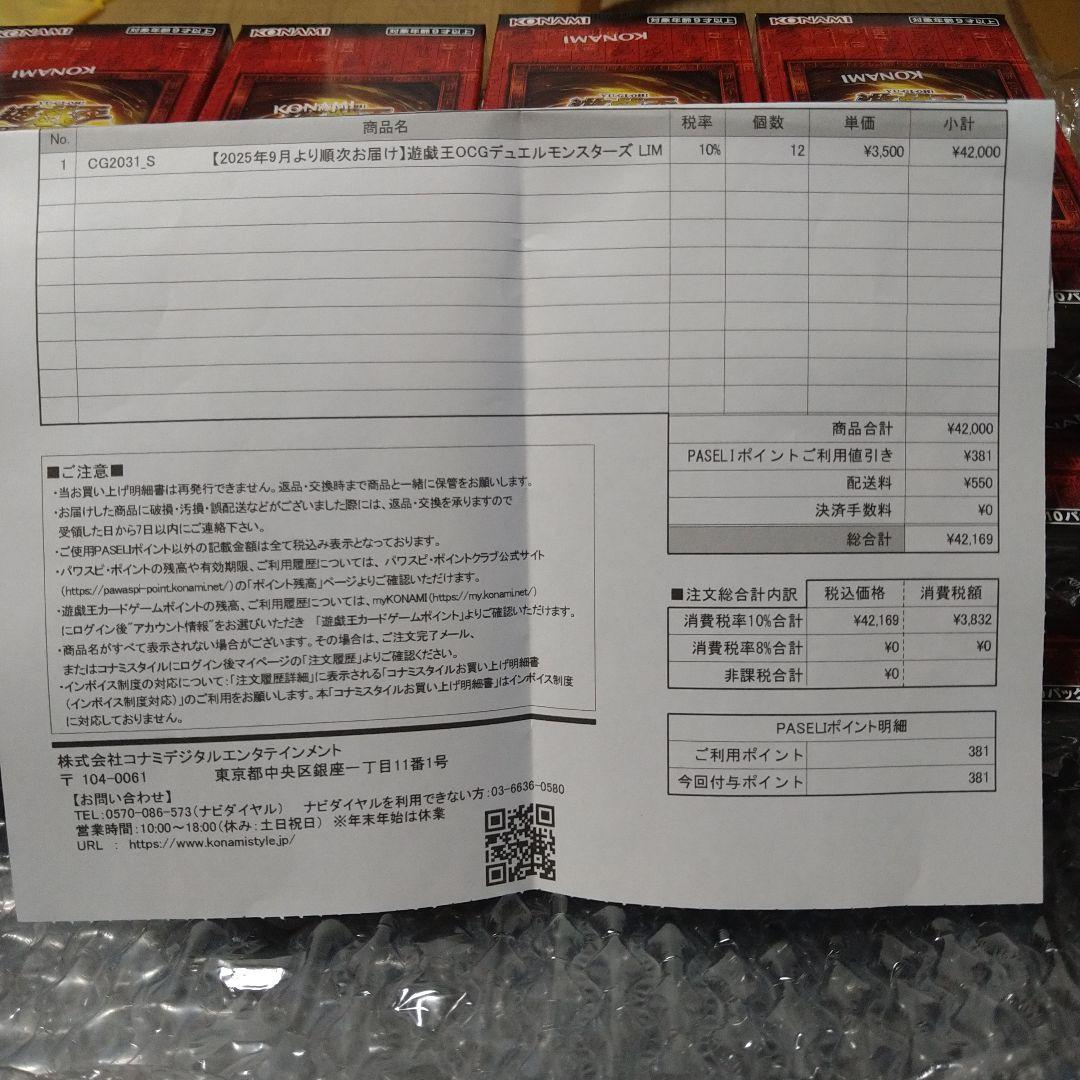 KONAMI 対象年齢9才以上
KONAMI 対象年齢9才以上
KONAMI 対象年齢9才以上
KONAMI 対象年齢9才以上
KONAMI
KONAMI
KONAMI
KONAMI
No. 商品名 税率 個数 単価 小計
1 CG2031_S 【2025年9月より順次お届け】遊戯王OCGデュエルモンスターズ LIM 10% 12 ¥3,500 ¥42,000
商品合計 ¥42,000
PASELIポイントご利用値引き ¥381
配送料 ¥550
決済手数料 ¥0
総合計 ¥42,169
■ご注意■
・当お買い上げ明細書は再発行できません。返品・交換時まで商品と一緒に保管をお願いします。
・お届けした商品に破損・汚損・誤配送などがございました際には、返品・交換を承りますので
受領した日から7日以内にご連絡下さい。
・ご使用PASELIポイント以外の記載金額は全て税込み表示となっております。
・パワスピ・ポイントの残高や有効期限、ご利用履歴については、パワスピ・ポイントクラブ公式サイト
(https://pawaspi-point.konami.net/)の「ポイント残高」ページよりご確認いただけます。
・遊戯王カードゲームポイントの残高、ご利用履歴については、myKONAMI(https://my.konami.net/)
にログイン後"アカウント情報"をお選びいただき 「遊戯王カードゲームポイント」よりご確認いただけます。
・商品名がすべて表示されない場合がございます。その場合は、ご注文完了メール、
またはコナミスタイルにログイン後マイページの「注文履歴」よりご確認ください。
・インボイス制度の対応について:「注文履歴詳細」に表示される「コナミスタイルお買い上げ明細書
(インボイス制度対応)」のご利用をお願いします。本「コナミスタイルお買い上げ明細書」はインボイス制度
に対応しておりません。
■注文総合計内訳 税込価格 消費税額
消費税率10%合計 ¥42,169 ¥3,832
消費税率8%合計 ¥0 ¥0
非課税合計 ¥0
PASELIポイント明細
ご利用ポイント 381
今回付与ポイント 381
株式会社コナミデジタルエンタテインメント
〒 104-0061 東京都中央区銀座一丁目11番1号
【お問い合わせ】
TEL:0570-086-573(ナビダイヤル) ナビダイヤルを利用できない方:03-6636-0580
営業時間:10:00～18:00(休み:土日祝日) ※年末年始は休業
URL : https://www.konamistyle.jp/